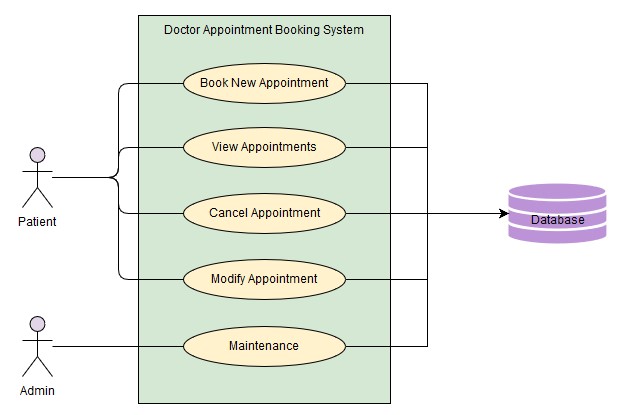 Doctor Appointment Booking System
Book New Appointment
View Appointments
Patient
Cancel Appointment
Database
Modify Appointment
Maintenance
Admin